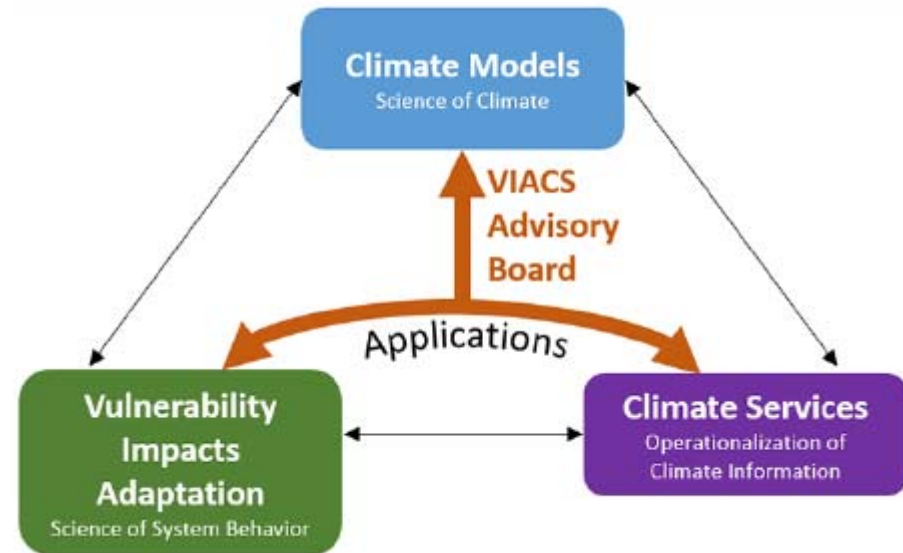 Climate Models
Science of Climate
VIACS
Advisory
Board
Applications
Vulnerability
Impacts
Adaptation
Science of System Behavior
Climate Services
Operationalization of
Climate Information